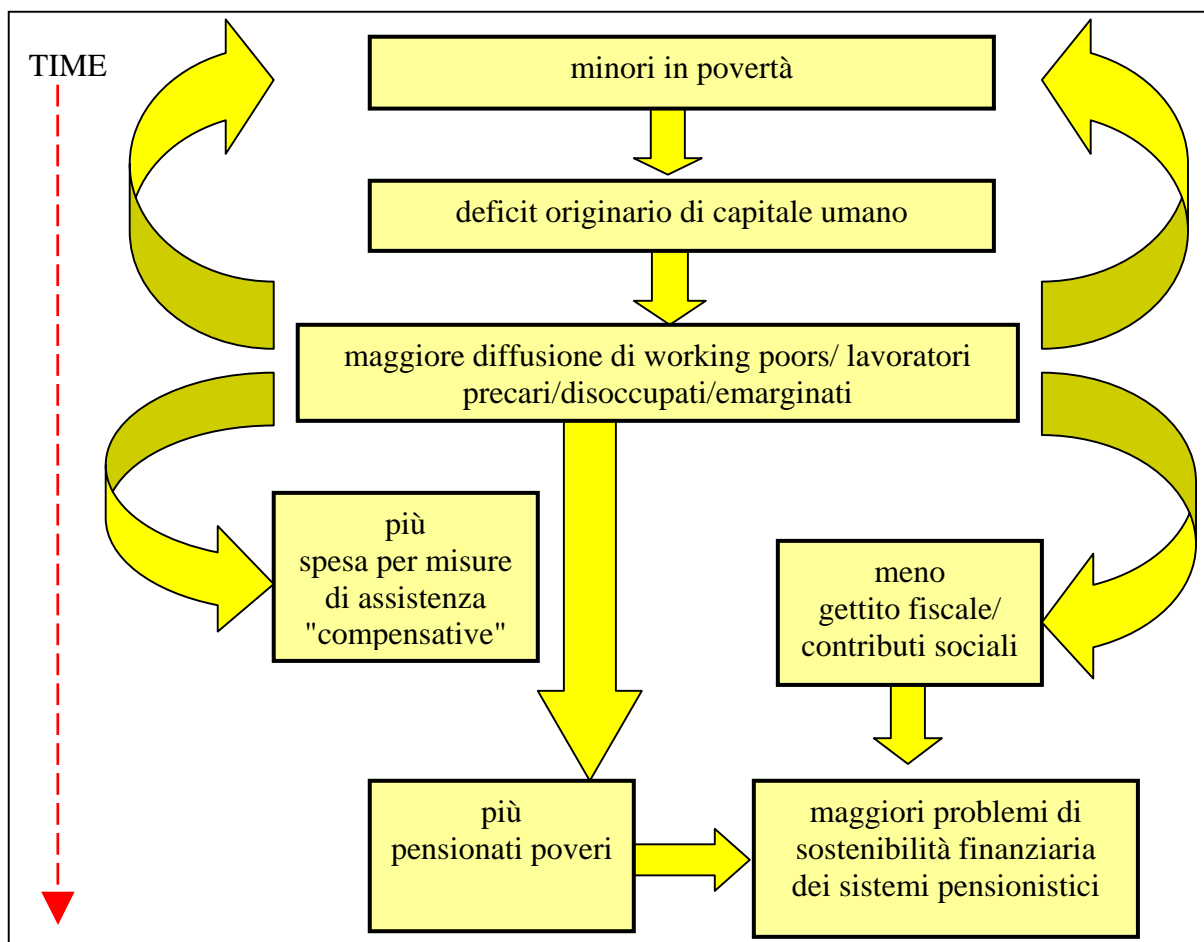 TIME
minori in povertà
deficit originario di capitale umano
maggiore diffusione di working poors/ lavoratori
precari/disoccupati/emarginati
più
spesa per misure
di assistenza
"compensative"
meno
gettito fiscale/
contributi sociali
più
pensionati poveri
maggiori problemi di
sostenibilità finanziaria
dei sistemi pensionistici